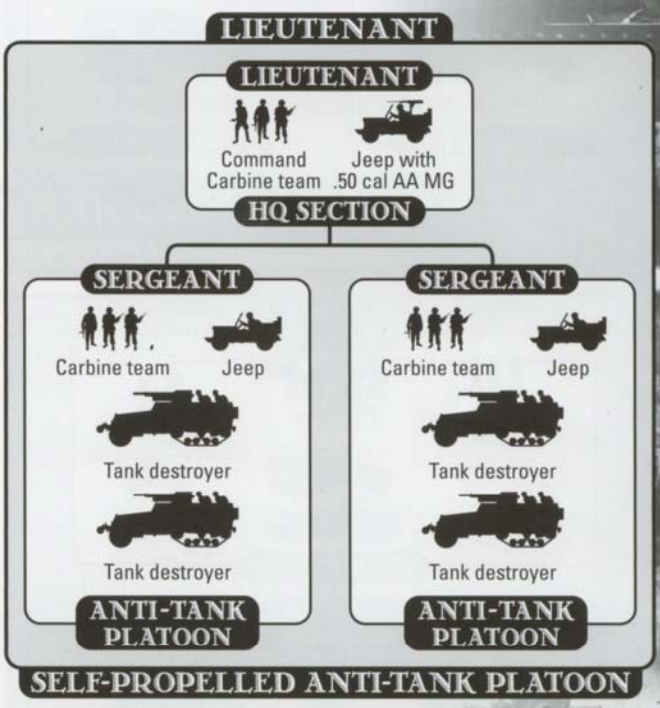 LIEUTENANT
LIEUTENANT
Command
Carbine team
Jeep with
.50 cal AA MG
HQ SECTION
SERGEANT
Carbine team
Jeep
Tank destroyer
Tank destroyer
ANTI-TANK
PLATOON
SERGEANT
Carbine team
Jeep
Tank destroyer
Tank destroyer
ANTI-TANK
PLATOON
SELF-PROPELLED ANTI-TANK PLATOON